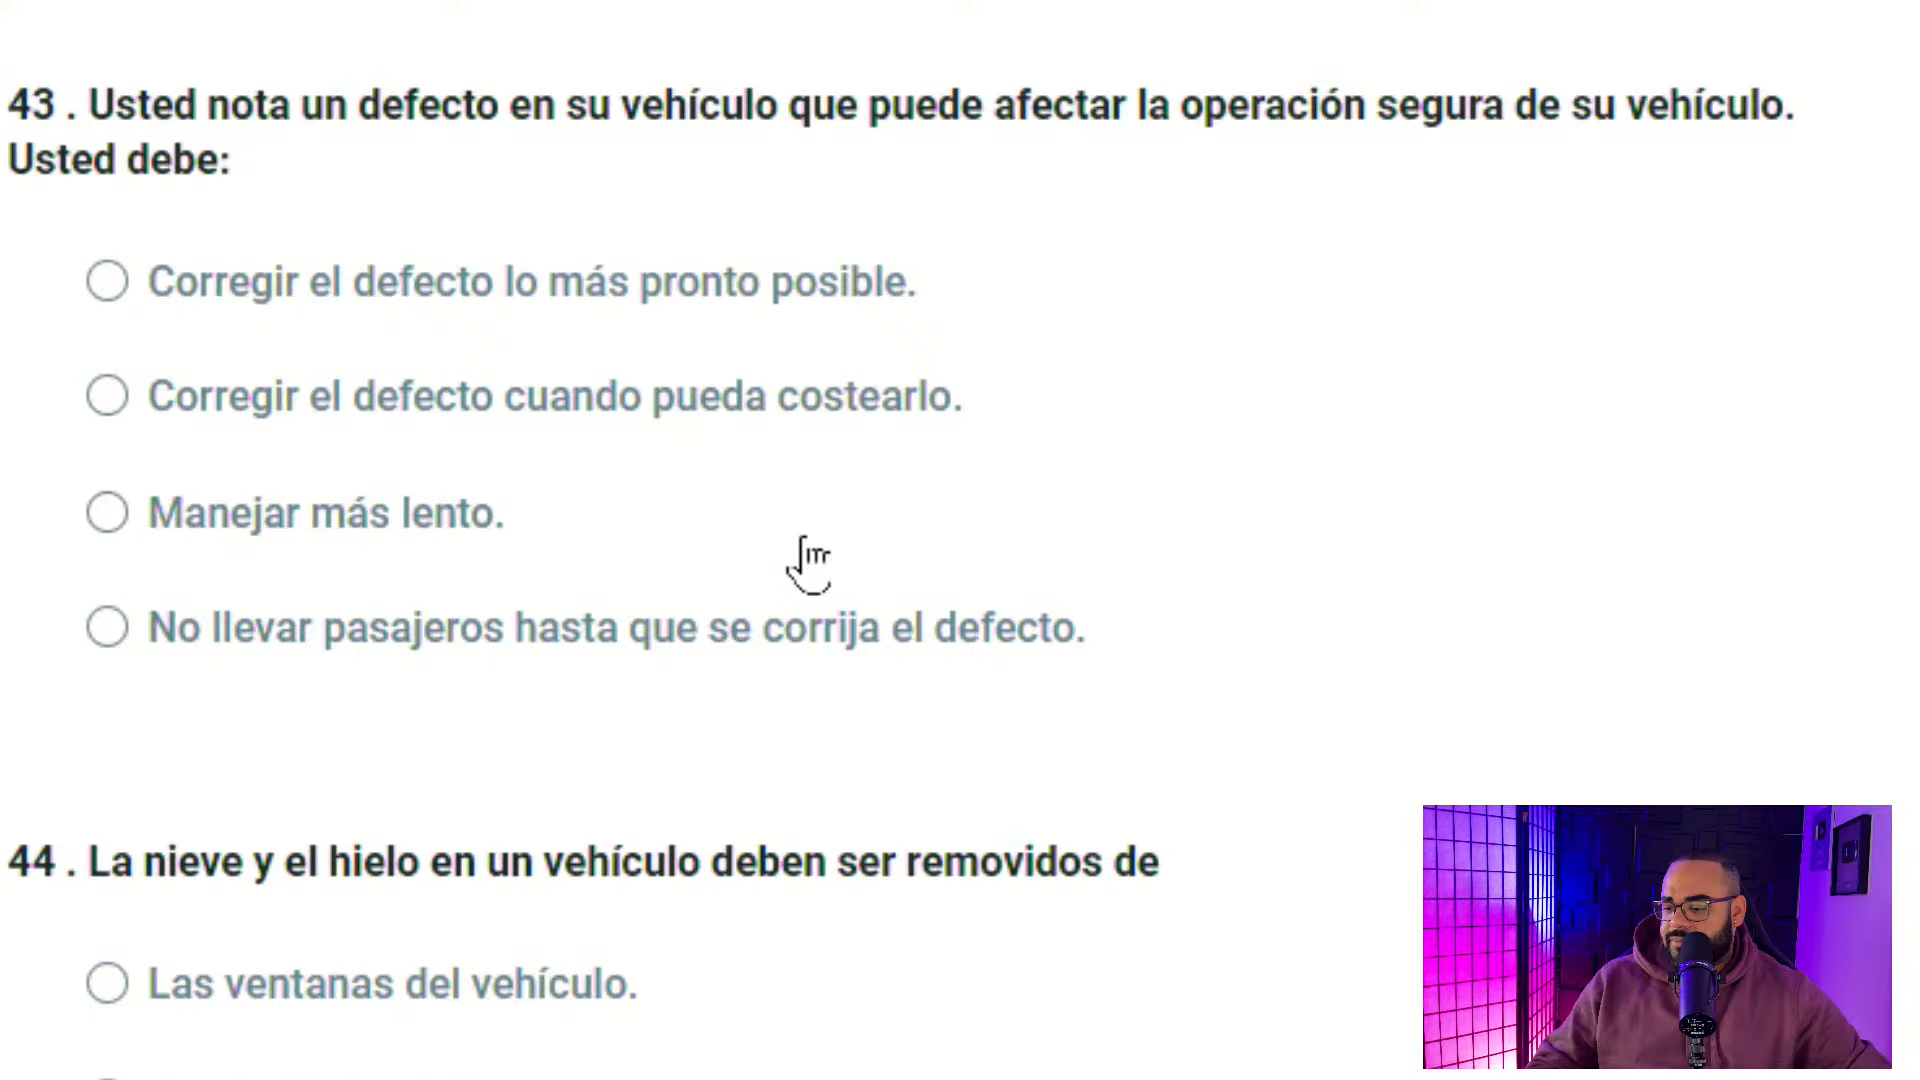 43 . Usted nota un defecto en su vehículo que puede afectar la operación segura de su vehículo.
Usted debe:
Corregir el defecto lo más pronto posible.
Corregir el defecto cuando pueda costearlo.
Manejar más lento.
No llevar pasajeros hasta que se corrija el defecto.
44 . La nieve y el hielo en un vehículo deben ser removidos de
Las ventanas del vehículo.